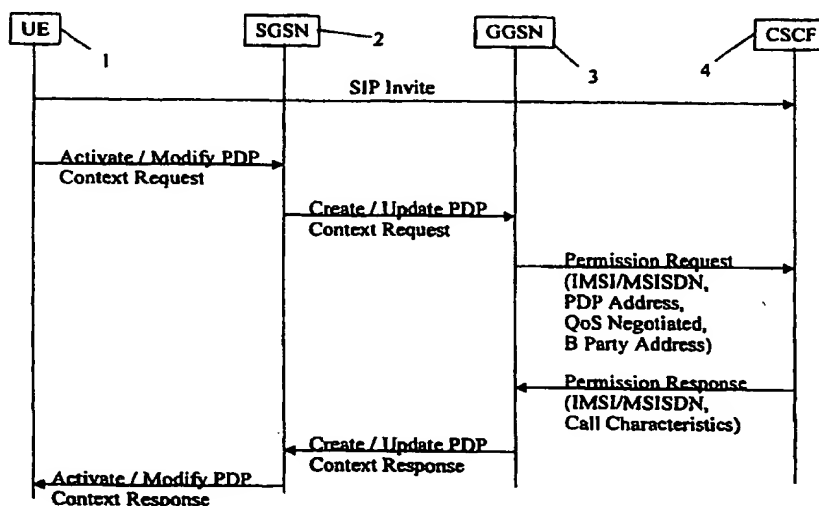 UE
SGSN
GGSN
CSCF
1
2
3
4
SIP Invite
Activate / Modify PDP
Context Request
Create / Update PDP
Context Request
Permission Request
(IMSI/MSISDN,
PDP Address,
QoS Negotiated,
B Party Address)
Permission Response
(IMSI/MSISDN,
Call Characteristics)
Create / Update PDP
Context Response
Activate / Modify PDP
Context Response